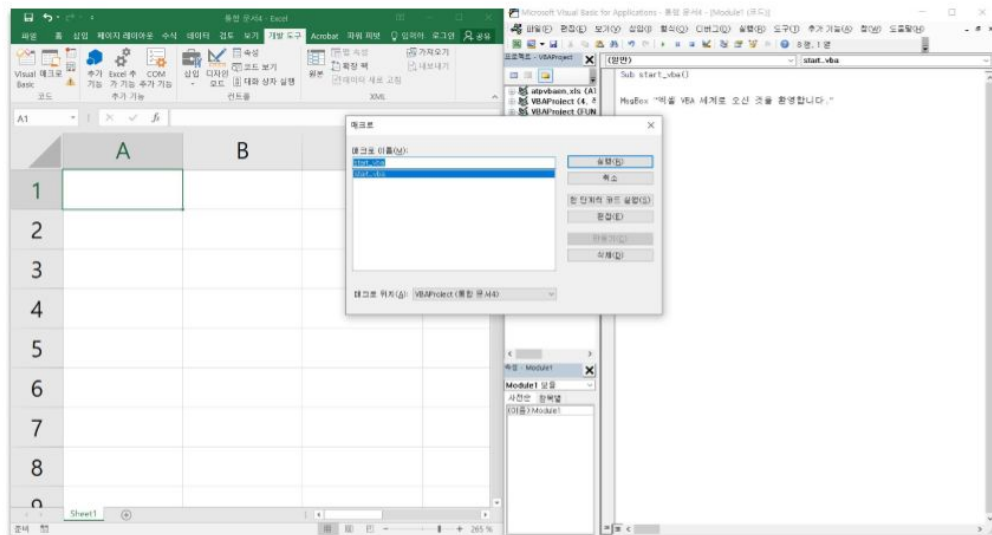 통합 문서4 - Excel
파일 홈 삽입 페이지 레이아웃 수식 데이터 검토 보기 개발 도구 Acrobat 파워 피벗 입력하 로그인 공유
Visual Basic
매크로
추가 기능
Excel 추가 기능
COM 추가 기능
삽입
디자인 모드
속성
코드 보기
대화 상자 실행
원본
맵 속성
확장 팩
데이터 새로 고침
가져오기
내보내기
코드 추가 기능 컨트롤 XML
A1
fx
A B
1
2
3
4
5
6
7
8
9
Sheet1
준비
265 %
Microsoft Visual Basic for Applications - 통합 문서4 - [Module1 (코드)]
파일(F) 편집(E) 보기(V) 삽입(I) 형식(O) 디버그(D) 실행(R) 도구(T) 추가 기능(A) 창(W) 도움말(H)
8행, 1열
프로젝트 - VBAProject
atpvbaen.xls (A
VBAProject (4.
VBAProject (FUN
(일반)
start_vba
Sub start_vba()
MsgBox "엑셀 VBA 세계로 오신 것을 환영합니다."
속성 - Module1
Module1 모듈
사전순 항목별
(이름) Module1
매크로
매크로 이름(M):
start_vba
start_vba
실행(R)
취소
한 단계씩 코드 실행(S)
편집(E)
만들기(C)
삭제(D)
매크로 위치(A): VBAProject (통합 문서4)